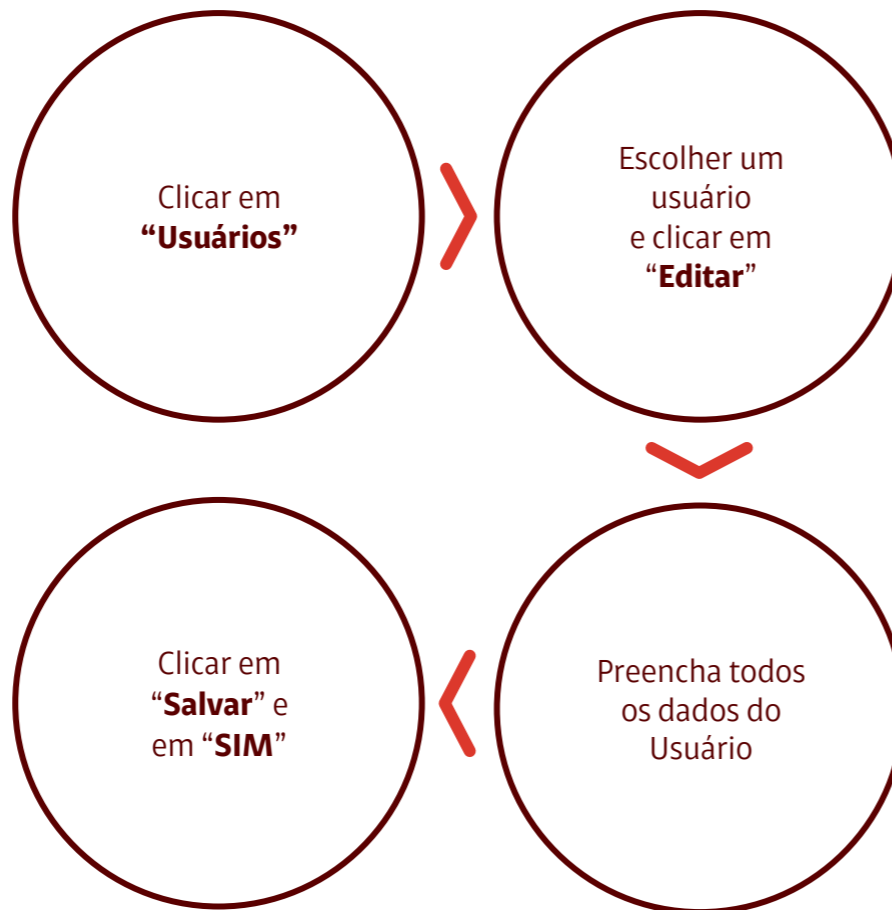 Clicar em
“Usuários”
Escolher um
usuário
e clicar em
“Editar”
Preencha todos
os dados do
Usuário
Clicar em
“Salvar” e
em “SIM”